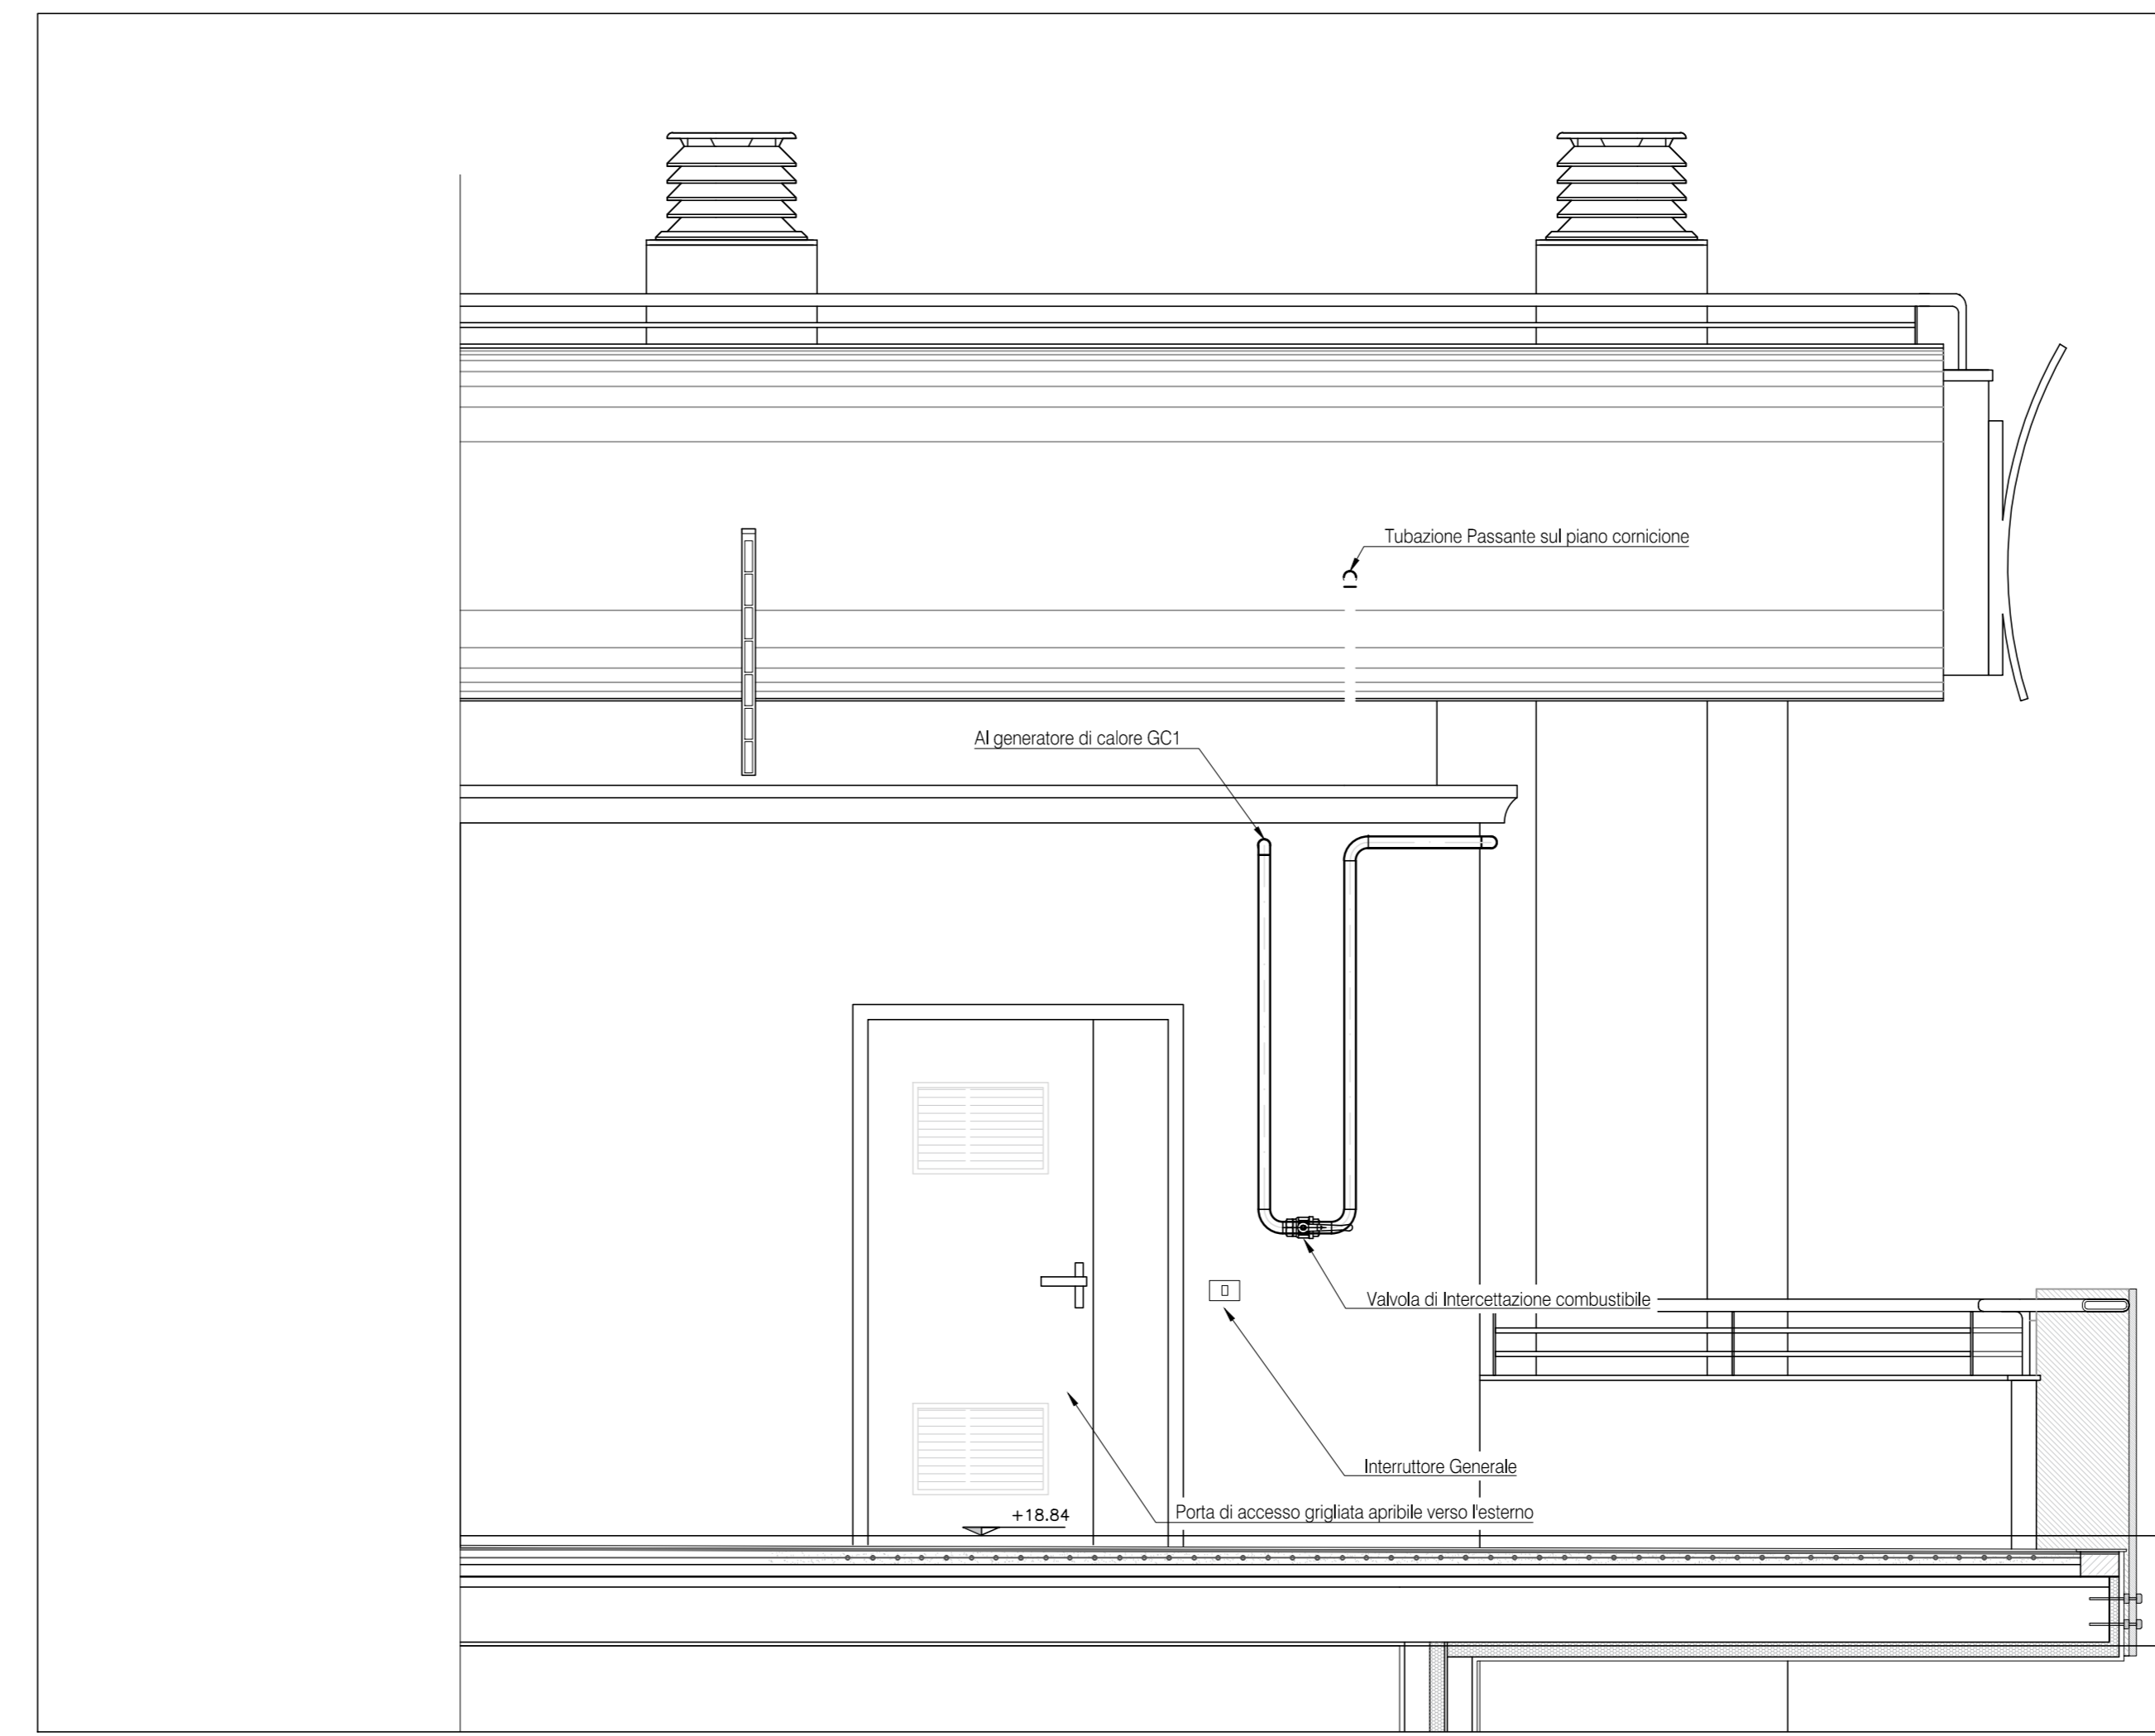 Tubazione Passante sul piano cornicione
Al generatore di calore GC1
Valvola di Intercettazione combustibile
Interruttore Generale
Porta di accesso grigliata apribile verso l'esterno
+18.84